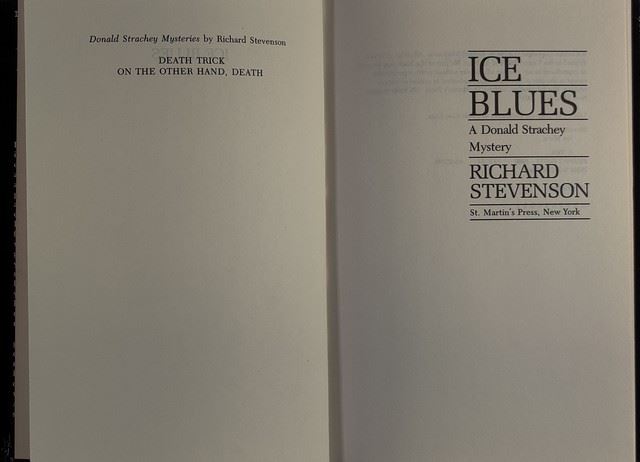 Donald Strachey Mysteries by Richard Stevenson
DEATH TRICK
ON THE OTHER HAND, DEATH
ICE
BLUES
A Donald Strachey
Mystery
RICHARD
STEVENSON
St. Martin's Press, New York